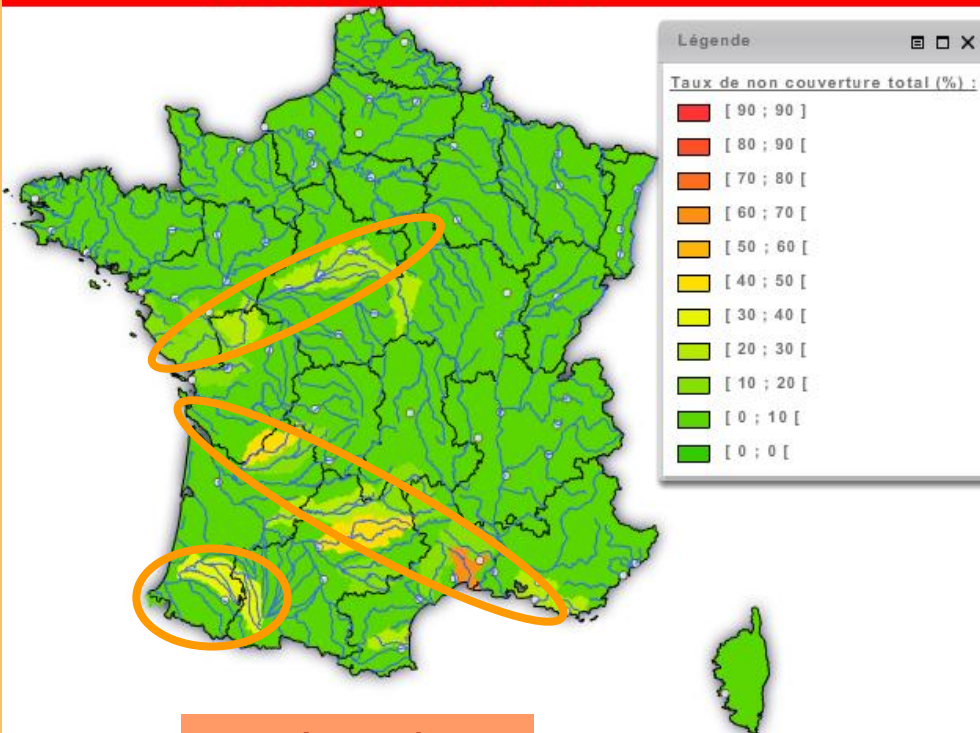 Légende
Taux de non couverture total (%) :
[ 90 ; 90 ]
[ 80 ; 90 [
[ 70 ; 80 [
[ 60 ; 70 [
[ 50 ; 60 [
[ 40 ; 50 [
[ 30 ; 40 [
[ 20 ; 30 [
[ 10 ; 20 [
[ 0 ; 10 [
[ 0 ; 0 [